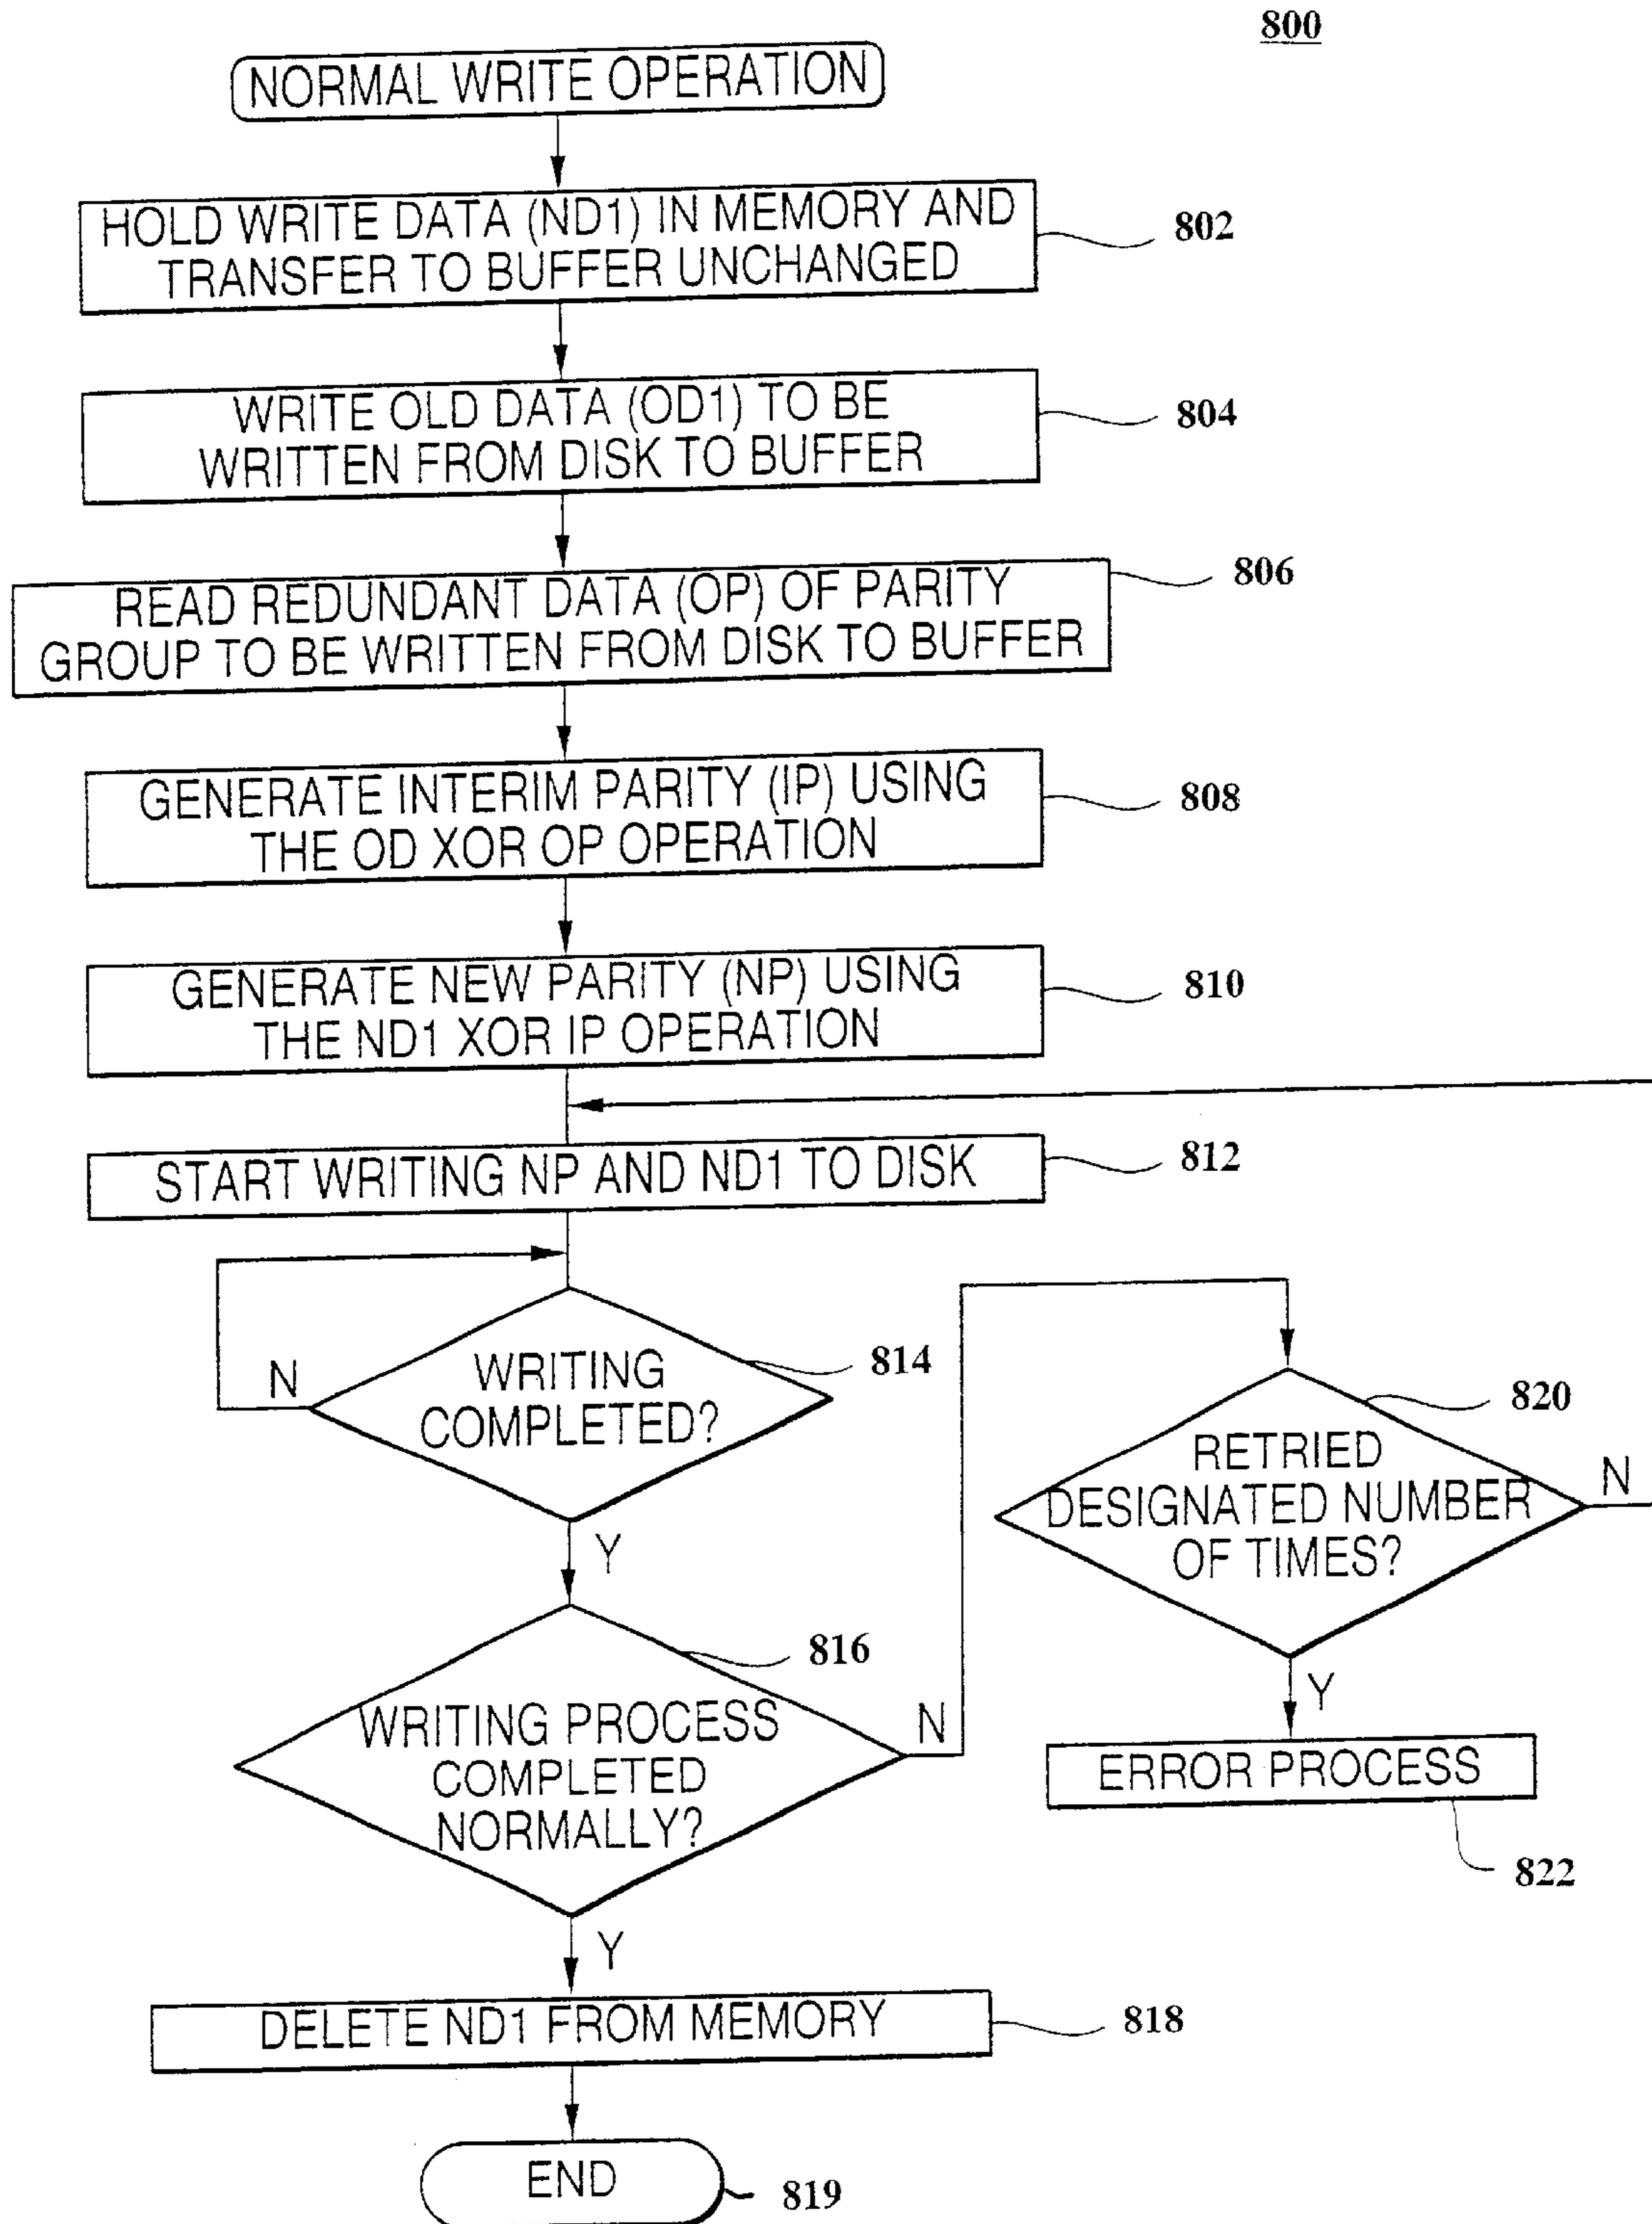 800
NORMAL WRITE OPERATION
HOLD WRITE DATA (ND1) IN MEMORY AND
TRANSFER TO BUFFER UNCHANGED
802
WRITE OLD DATA (OD1) TO BE
WRITTEN FROM DISK TO BUFFER
804
READ REDUNDANT DATA (OP) OF PARITY
GROUP TO BE WRITTEN FROM DISK TO BUFFER
806
GENERATE INTERIM PARITY (IP) USING
THE OD XOR OP OPERATION
808
GENERATE NEW PARITY (NP) USING
THE ND1 XOR IP OPERATION
810
START WRITING NP AND ND1 TO DISK
812
WRITING
COMPLETED?
814
N
Y
WRITING PROCESS
COMPLETED
NORMALLY?
816
N
Y
RETRIED
DESIGNATED NUMBER
OF TIMES?
820
N
Y
ERROR PROCESS
822
DELETE ND1 FROM MEMORY
818
END
819